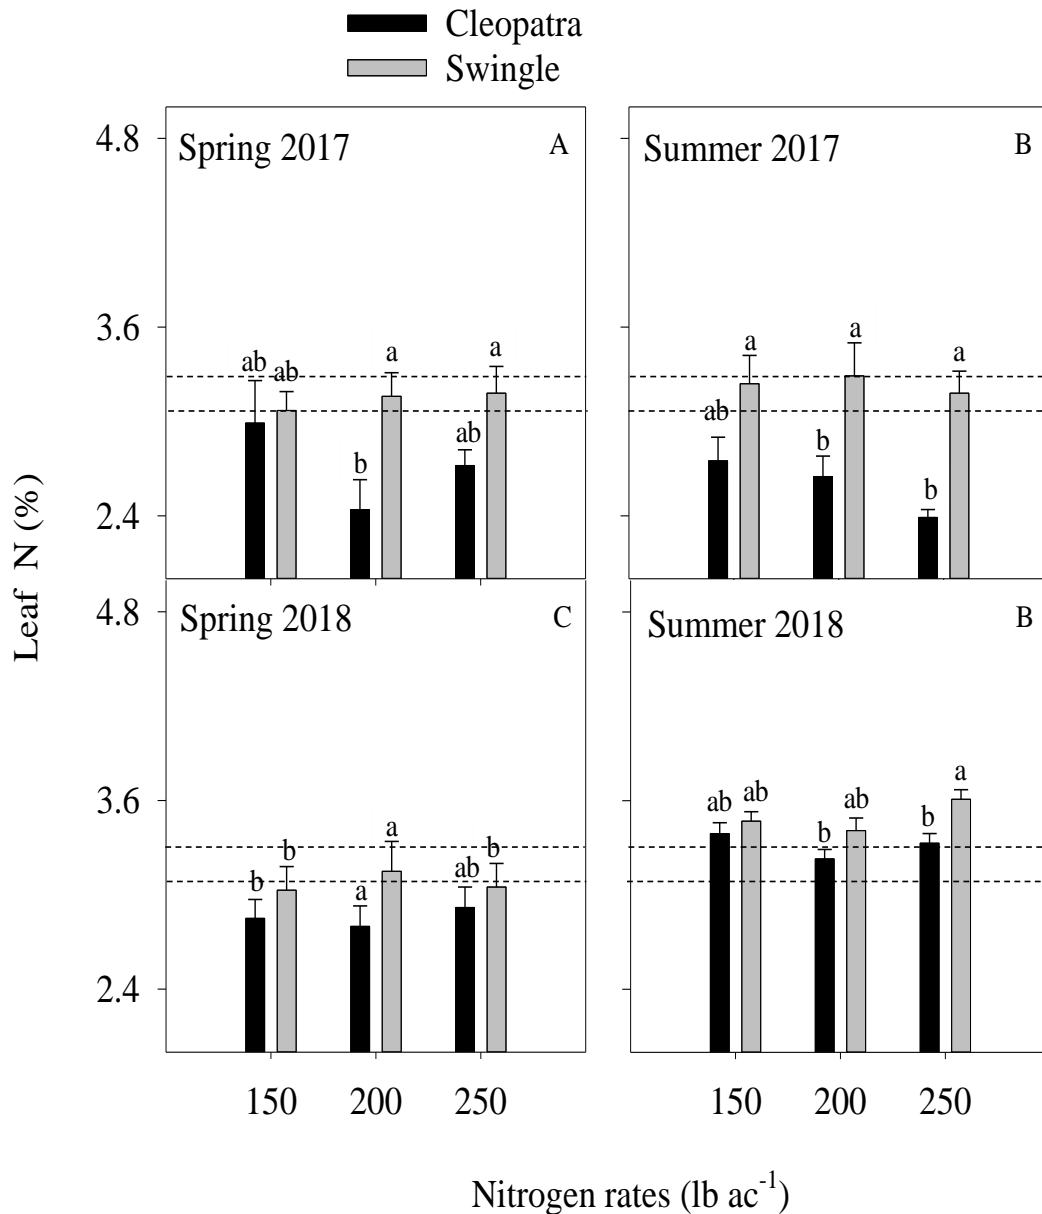 Cleopatra
Swingle
Spring 2017 A
Summer 2017 B
4.8
3.6
2.4
ab ab b a ab a
ab a b a b a
Leaf N (%)
Spring 2018 C
Summer 2018 B
4.8
3.6
2.4
b b a a ab b
ab ab b ab b a
150 200 250
150 200 250
Nitrogen rates (lb ac⁻¹)